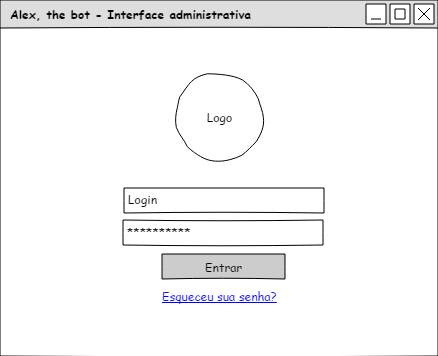 Alex, the bot - Interface administrativa
Logo
Login
**********
Entrar
Esqueceu sua senha?